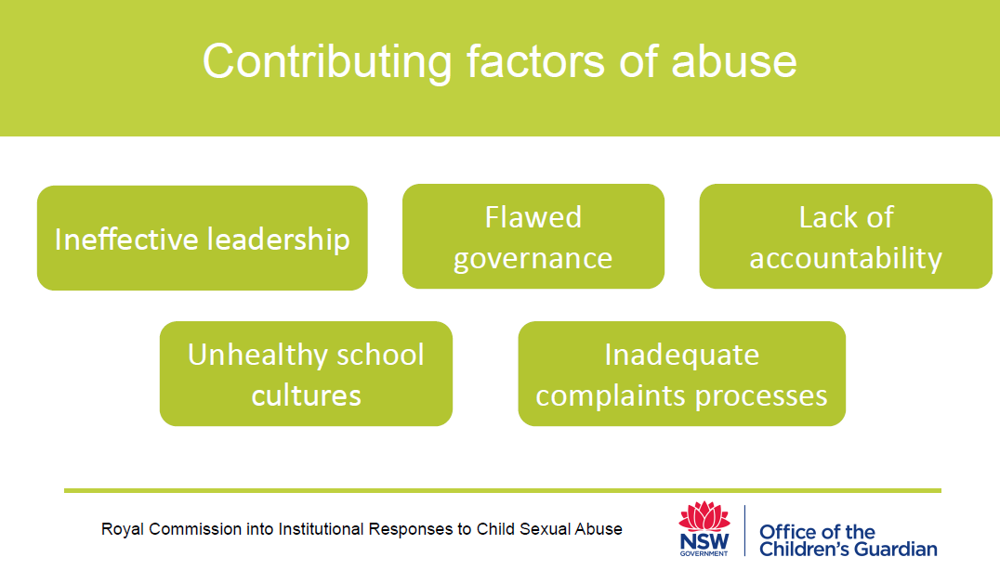 Contributing factors of abuse
Ineffective leadership
Flawed
governance
Lack of
accountability
Unhealthy school
cultures
Inadequate
complaints processes
Royal Commission into Institutional Responses to Child Sexual Abuse
NSW
GOVERNMENT
Office of the
Children's Guardian